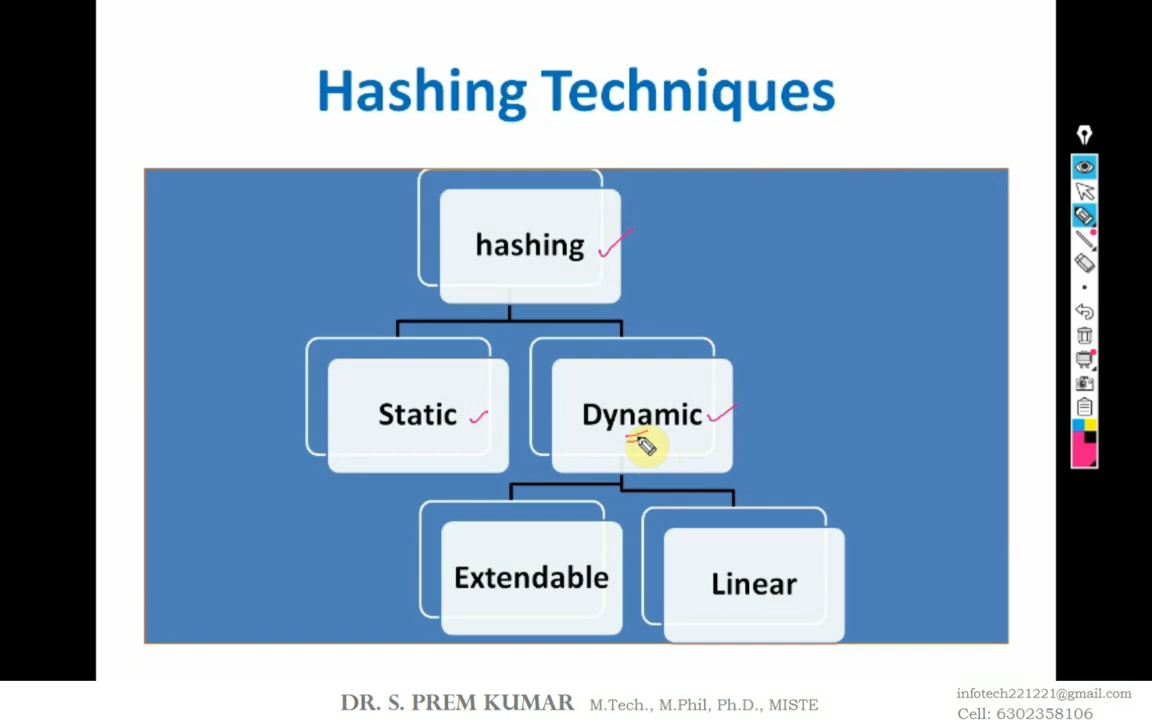 Hashing Techniques
hashing
Static
Dynamic
Extendable
Linear
DR. S. PREM KUMAR M.Tech., M.Phil, Ph.D., MISTE
infotech221221@gmail.com
Cell: 6302358106